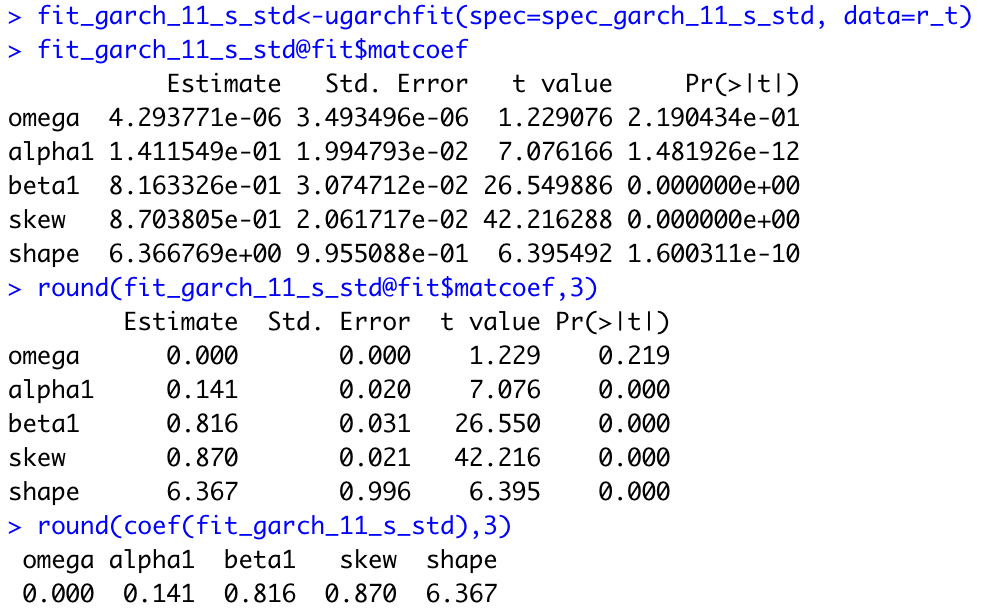 > fit_garch_11_s_std<-ugarchfit(spec=spec_garch_11_s_std, data=r_t)
> fit_garch_11_s_std@fit$matcoef
           Estimate   Std. Error   t value     Pr(>|t|)
omega  4.293771e-06 3.493496e-06  1.229076 2.190434e-01
alpha1 1.411549e-01 1.994793e-02  7.076166 1.481926e-12
beta1  8.163326e-01 3.074712e-02 26.549886 0.000000e+00
skew   8.703805e-01 2.061717e-02 42.216288 0.000000e+00
shape  6.366769e+00 9.955088e-01  6.395492 1.600311e-10
> round(fit_garch_11_s_std@fit$matcoef,3)
        Estimate  Std. Error  t value Pr(>|t|)
omega      0.000       0.000    1.229    0.219
alpha1     0.141       0.020    7.076    0.000
beta1      0.816       0.031   26.550    0.000
skew       0.870       0.021   42.216    0.000
shape      6.367       0.996    6.395    0.000
> round(coef(fit_garch_11_s_std),3)
 omega alpha1  beta1   skew  shape
 0.000  0.141  0.816  0.870  6.367